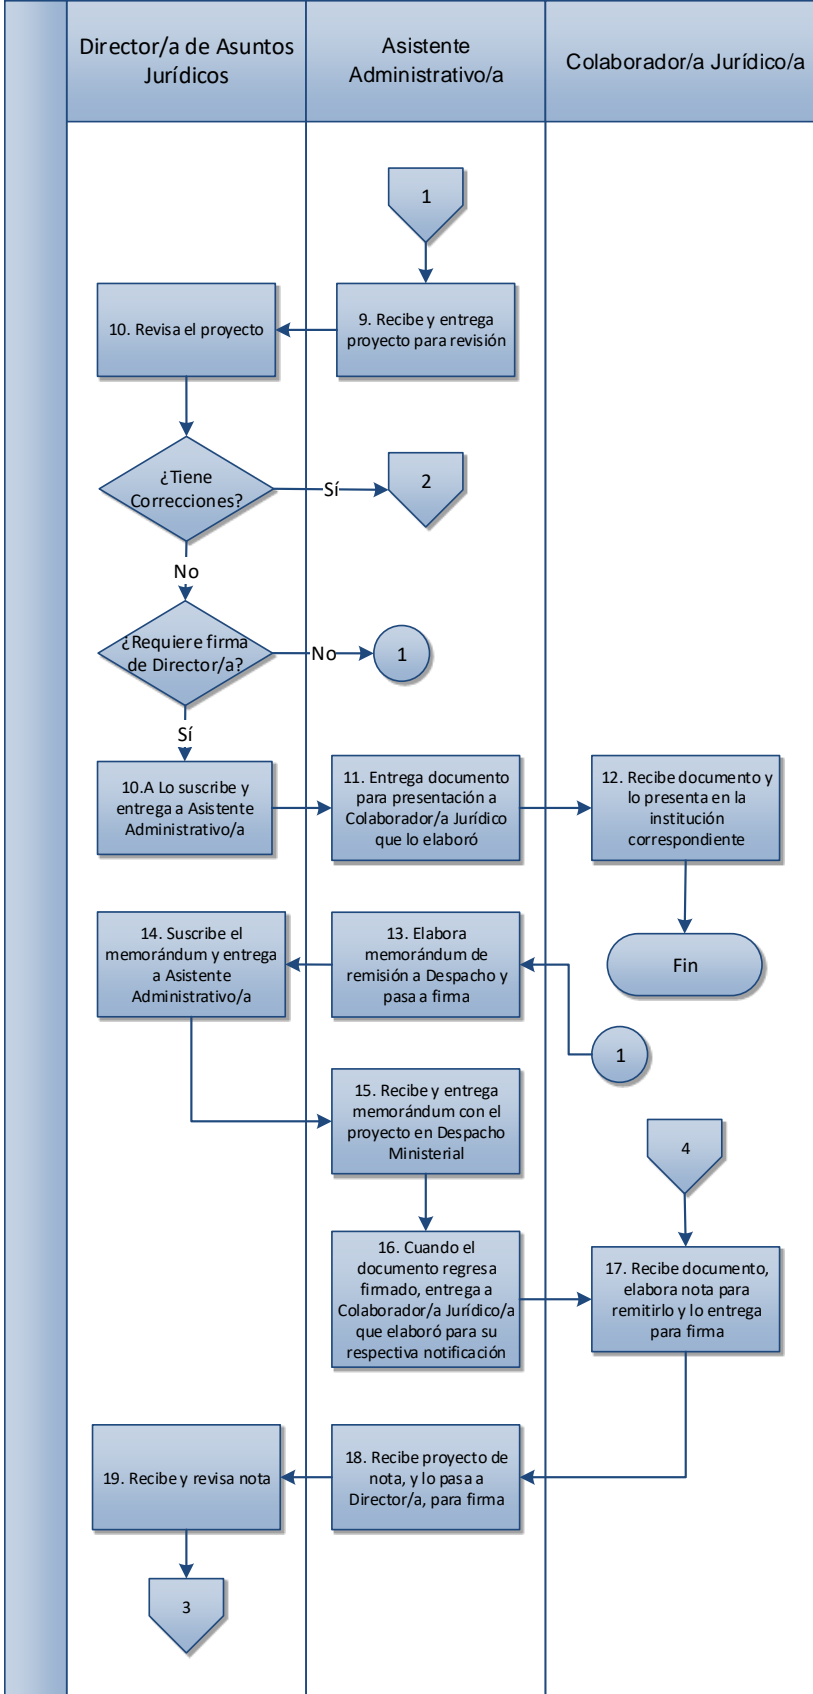 Director/a de Asuntos
Jurídicos
Asistente
Administrativo/a
Colaborador/a Jurídico/a
1
9. Recibe y entrega
proyecto para revisión
10. Revisa el proyecto
¿Tiene
Correcciones?
Sí
2
No
¿Requiere firma
de Director/a?
No
1
Sí
10.A Lo suscribe y
entrega a Asistente
Administrativo/a
11. Entrega documento
para presentación a
Colaborador/a Jurídico
que lo elaboró
12. Recibe documento y
lo presenta en la
institución
correspondiente
Fin
14. Suscribe el
memorándum y entrega
a Asistente
Administrativo/a
13. Elabora
memorándum de
remisión a Despacho y
pasa a firma
1
15. Recibe y entrega
memorándum con el
proyecto en Despacho
Ministerial
4
16. Cuando el
documento regresa
firmado, entrega a
Colaborador/a Jurídico/a
que elaboró para su
respectiva notificación
17. Recibe documento,
elabora nota para
remitirlo y lo entrega
para firma
18. Recibe proyecto de
nota, y lo pasa a
Director/a, para firma
19. Recibe y revisa nota
3